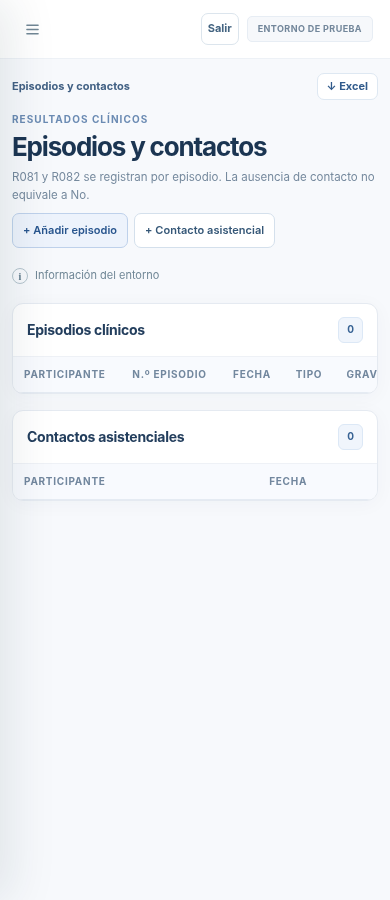 Salir
ENTORNO DE PRUEBA
Episodios y contactos
↓ Excel
RESULTADOS CLÍNICOS
Episodios y contactos
R081 y R082 se registran por episodio. La ausencia de contacto no
equivale a No.
+ Añadir episodio
+ Contacto asistencial
i Información del entorno
Episodios clínicos
0
PARTICIPANTE N.º EPISODIO FECHA TIPO GRAV
Contactos asistenciales
0
PARTICIPANTE FECHA